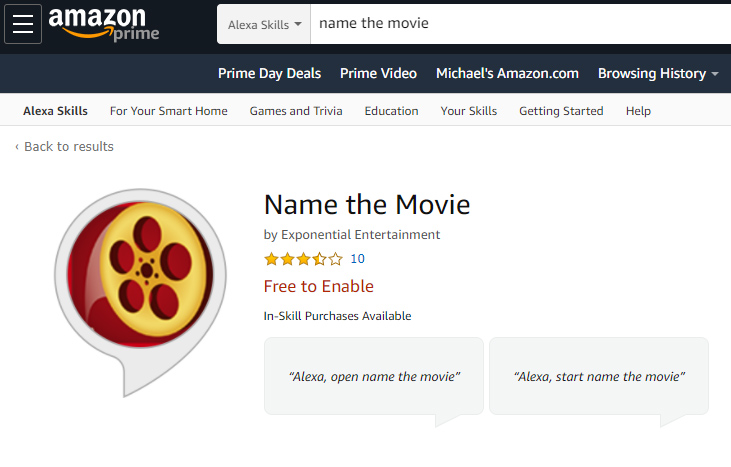 amazon prime
Alexa Skills
name the movie
Prime Day Deals Prime Video Michael's Amazon.com Browsing History
Alexa Skills For Your Smart Home Games and Trivia Education Your Skills Getting Started Help
‹ Back to results
Name the Movie
by Exponential Entertainment
10
Free to Enable
In-Skill Purchases Available
“Alexa, open name the movie” “Alexa, start name the movie”